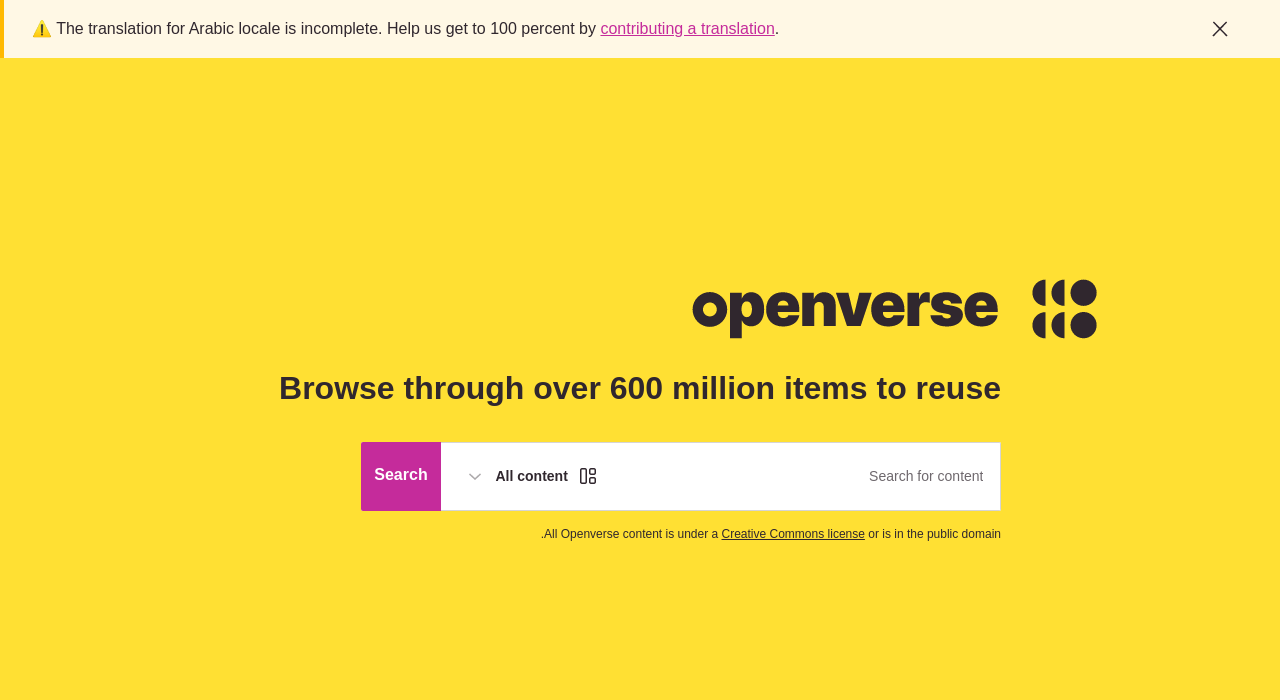 ⚠️ The translation for Arabic locale is incomplete. Help us get to 100 percent by contributing a translation.
openverse
Browse through over 600 million items to reuse
Search All content Search for content
.All Openverse content is under a Creative Commons license or is in the public domain